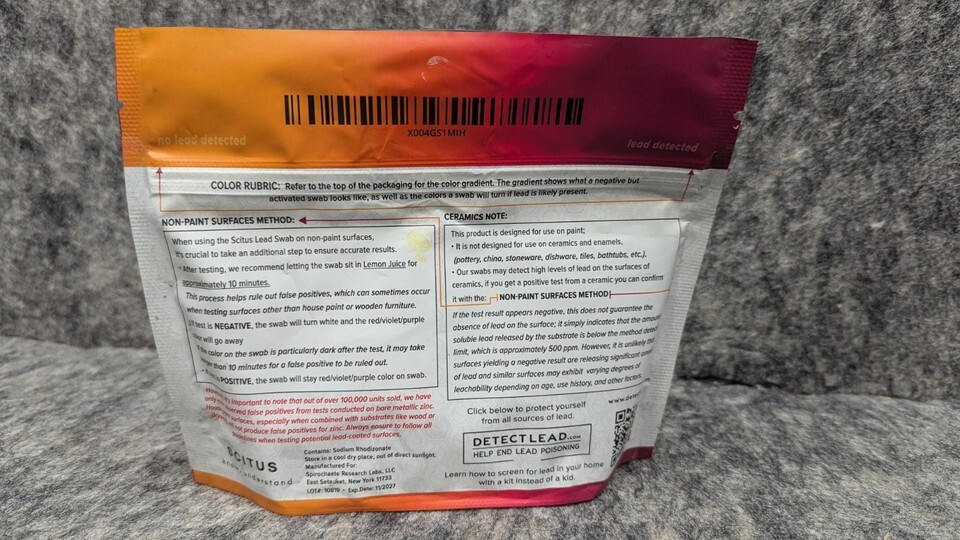 X004GS1MIH
no lead detected
lead detected
COLOR RUBRIC: Refer to the top of the packaging for the color gradient. The gradient shows what a negative but
activated swab looks like, as well as the colors a swab will turn if lead is likely present.
NON-PAINT SURFACES METHOD:
When using the Scitus Lead Swab on non-paint surfaces,
it's crucial to take an additional step to ensure accurate results.
• After testing, we recommend letting the swab sit in Lemon Juice for
approximately 10 minutes.
This process helps rule out false positives, which can sometimes occur
when testing surfaces other than house paint or wooden furniture.
test is NEGATIVE, the swab will turn white and the red/violet/purple
will go away
color on the swab is particularly dark after the test, it may take
than 10 minutes for a false positive to be ruled out.
POSITIVE, the swab will stay red/violet/purple color on swab.
important to note that out of over 100,000 units sold, we have
observed false positives from tests conducted on bare metallic zinc.
surfaces, especially when combined with substrates like wood or
not produce false positives for zinc. Always ensure to follow all
when testing potential lead-coated surfaces.
SCITUS
understand
Contains: Sodium Rhodizonate
Store in a cool dry place, out of direct sunlight.
Manufactured For:
Spirochaete Research Labs, LLC
East Setauket, New York 11733
LOT#: 10819 • Exp.Date: 11/2027
CERAMICS NOTE:
This product is designed for use on paint;
• It is not designed for use on ceramics and enamels,
(pottery, china, stoneware, dishware, tiles, bathtubs, etc.).
• Our swabs may detect high levels of lead on the surfaces of
ceramics, if you get a positive test from a ceramic you can confirm
it with the: NON-PAINT SURFACES METHOD
If the test result appears negative, this does not guarantee the
absence of lead on the surface; it simply indicates that the
soluble lead released by the substrate is below the method
limit, which is approximately 500 ppm. However, it is unlikely
surfaces yielding a negative result are releasing significant
of lead and similar surfaces may exhibit varying degrees of
leachability depending on age, use history, and other factors.
Click below to protect yourself
from all sources of lead.
DETECTLEAD.COM
HELP END LEAD POISONING
Learn how to screen for lead in your home
with a kit instead of a kid.